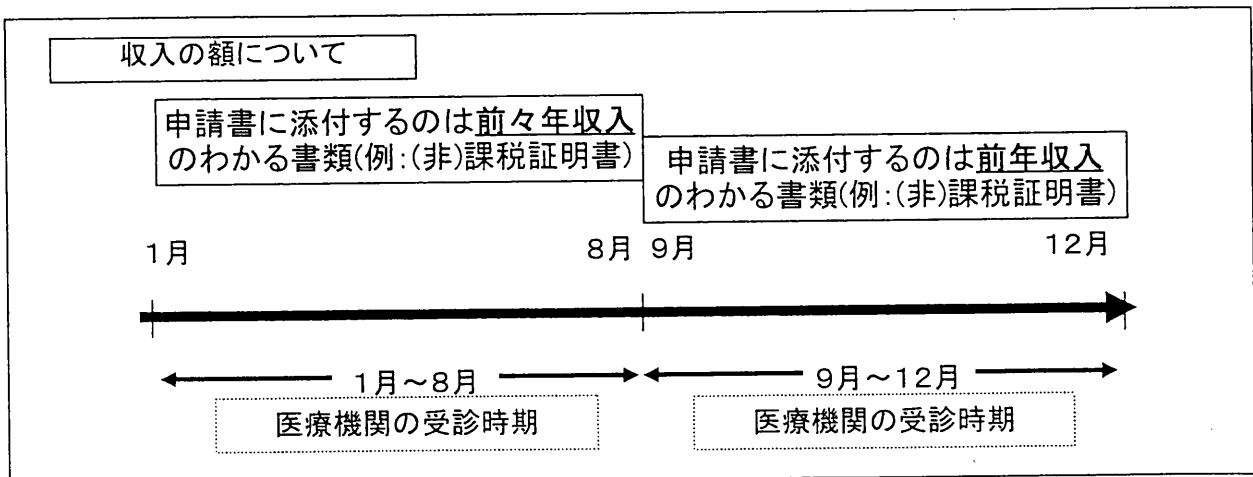 収入の額について
申請書に添付するのは前々年収入
のわかる書類(例:(非)課税証明書)
申請書に添付するのは前年収入
のわかる書類(例:(非)課税証明書)
1月
8月
9月
12月
1月～8月
9月～12月
医療機関の受診時期
医療機関の受診時期